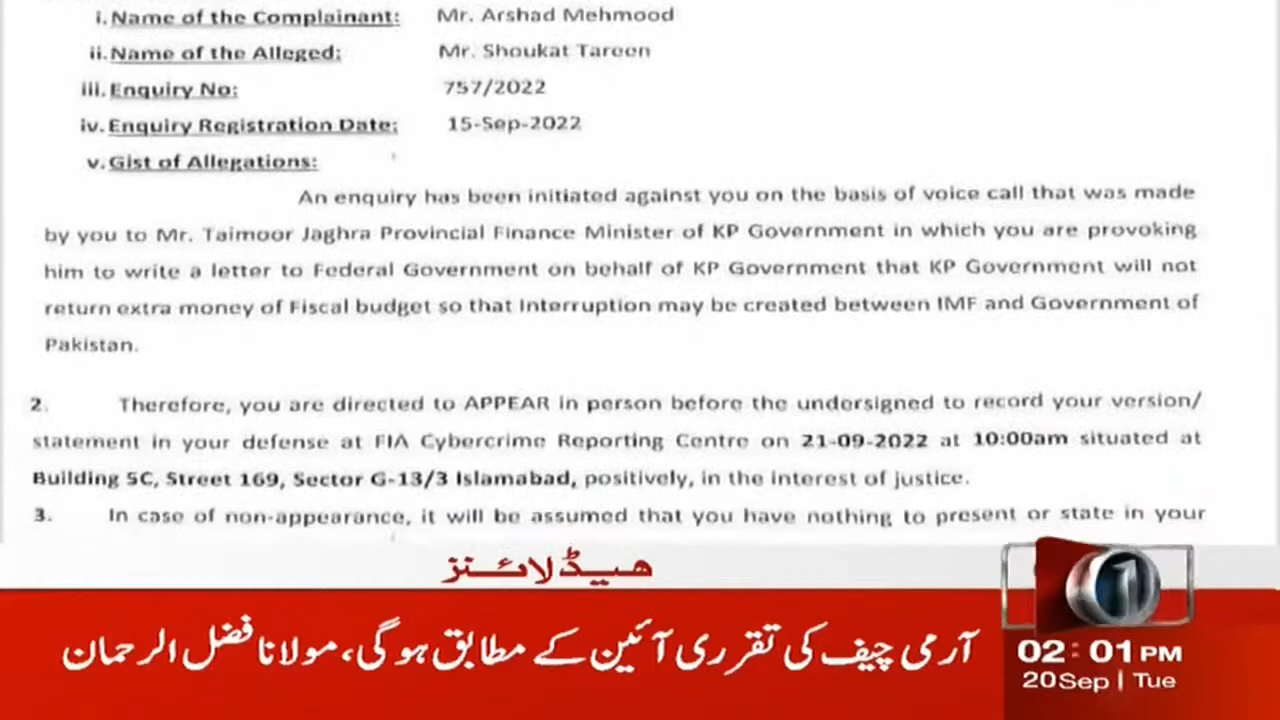 i. Name of the Complainant: Mr. Arshad Mehmood
ii. Name of the Alleged: Mr. Shoukat Tareen
iii. Enquiry No: 757/2022
iv. Enquiry Registration Date: 15-Sep-2022
v. Gist of Allegations:
An enquiry has been initiated against you on the basis of voice call that was made
by you to Mr. Taimoor Jaghra Provincial Finance Minister of KP Government in which you are provoking
him to write a letter to Federal Government on behalf of KP Government that KP Government will not
return extra money of Fiscal budget so that Interruption may be created between IMF and Government of
Pakistan.
2. Therefore, you are directed to APPEAR in person before the undersigned to record your version/
statement in your defense at FIA Cybercrime Reporting Centre on 21-09-2022 at 10:00am situated at
Building 5C, Street 169, Sector G-13/3 Islamabad, positively, in the interest of justice.
3. In case of non-appearance, it will be assumed that you have nothing to present or state in your
ھیڈلائنز
آرمی چیف کی تقرری آئین کے مطابق ہوگی، مولانا فضل الرحمان
1
02:01 PM
20Sep | Tue